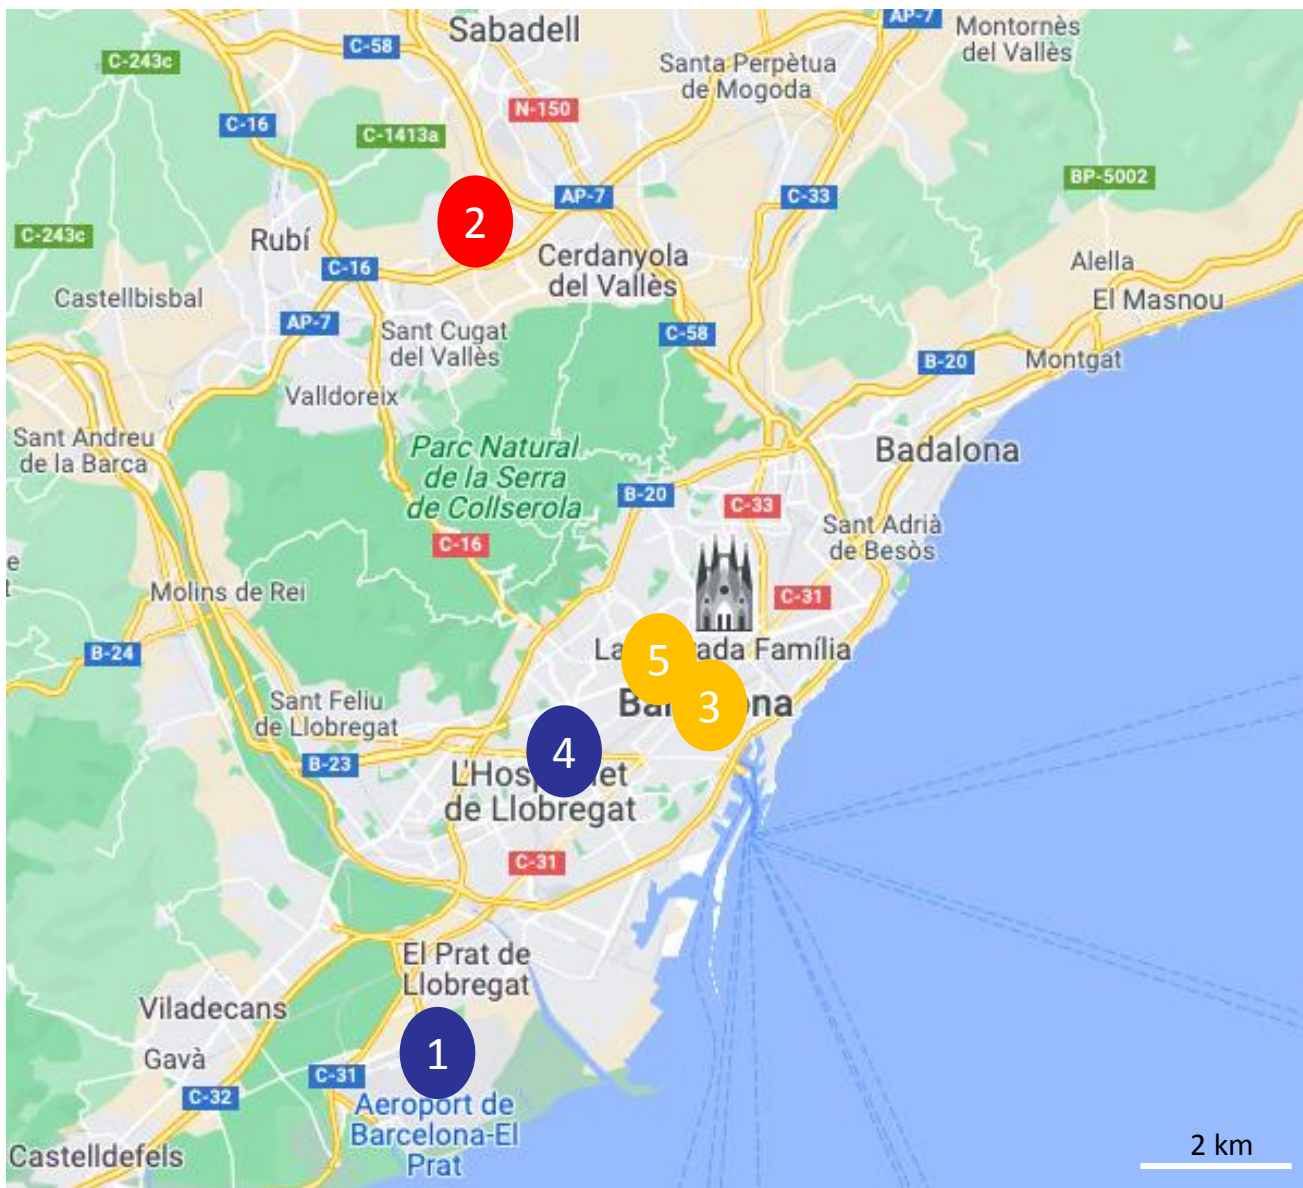 Sabadell
AP-7
Montornès
del Vallès
C-58
C-243c
Santa Perpètua
de Mogoda
N-150
C-16
C-1413a
BP-5002
AP-7
C-33
2
C-243c
Rubí
Cerdanyola
del Vallès
C-16
Alella
Castellbisbal
El Masnou
AP-7
Sant Cugat
del Vallès
C-58
B-20
Montgat
Valldoreix
Sant Andreu
de la Barca
Parc Natural
de la Serra
de Collserola
Badalona
B-20
C-33
Sant Adrià
de Besòs
C-16
Molins de Rei
C-31
B-24
La
5
ada Família
Sant Feliu
de Llobregat
Ba
3
na
4
B-23
L'Hos
et
de Llobregat
C-31
El Prat de
Llobregat
Viladecans
1
Gavà
C-31
C-32
Aeroport de
Barcelona-El
Prat
Castelldefels
2 km